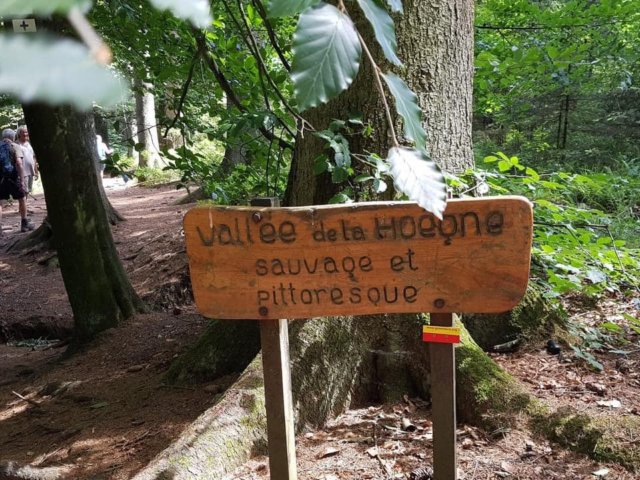 vallée de la Hoëgne
sauvage et
pittoresque